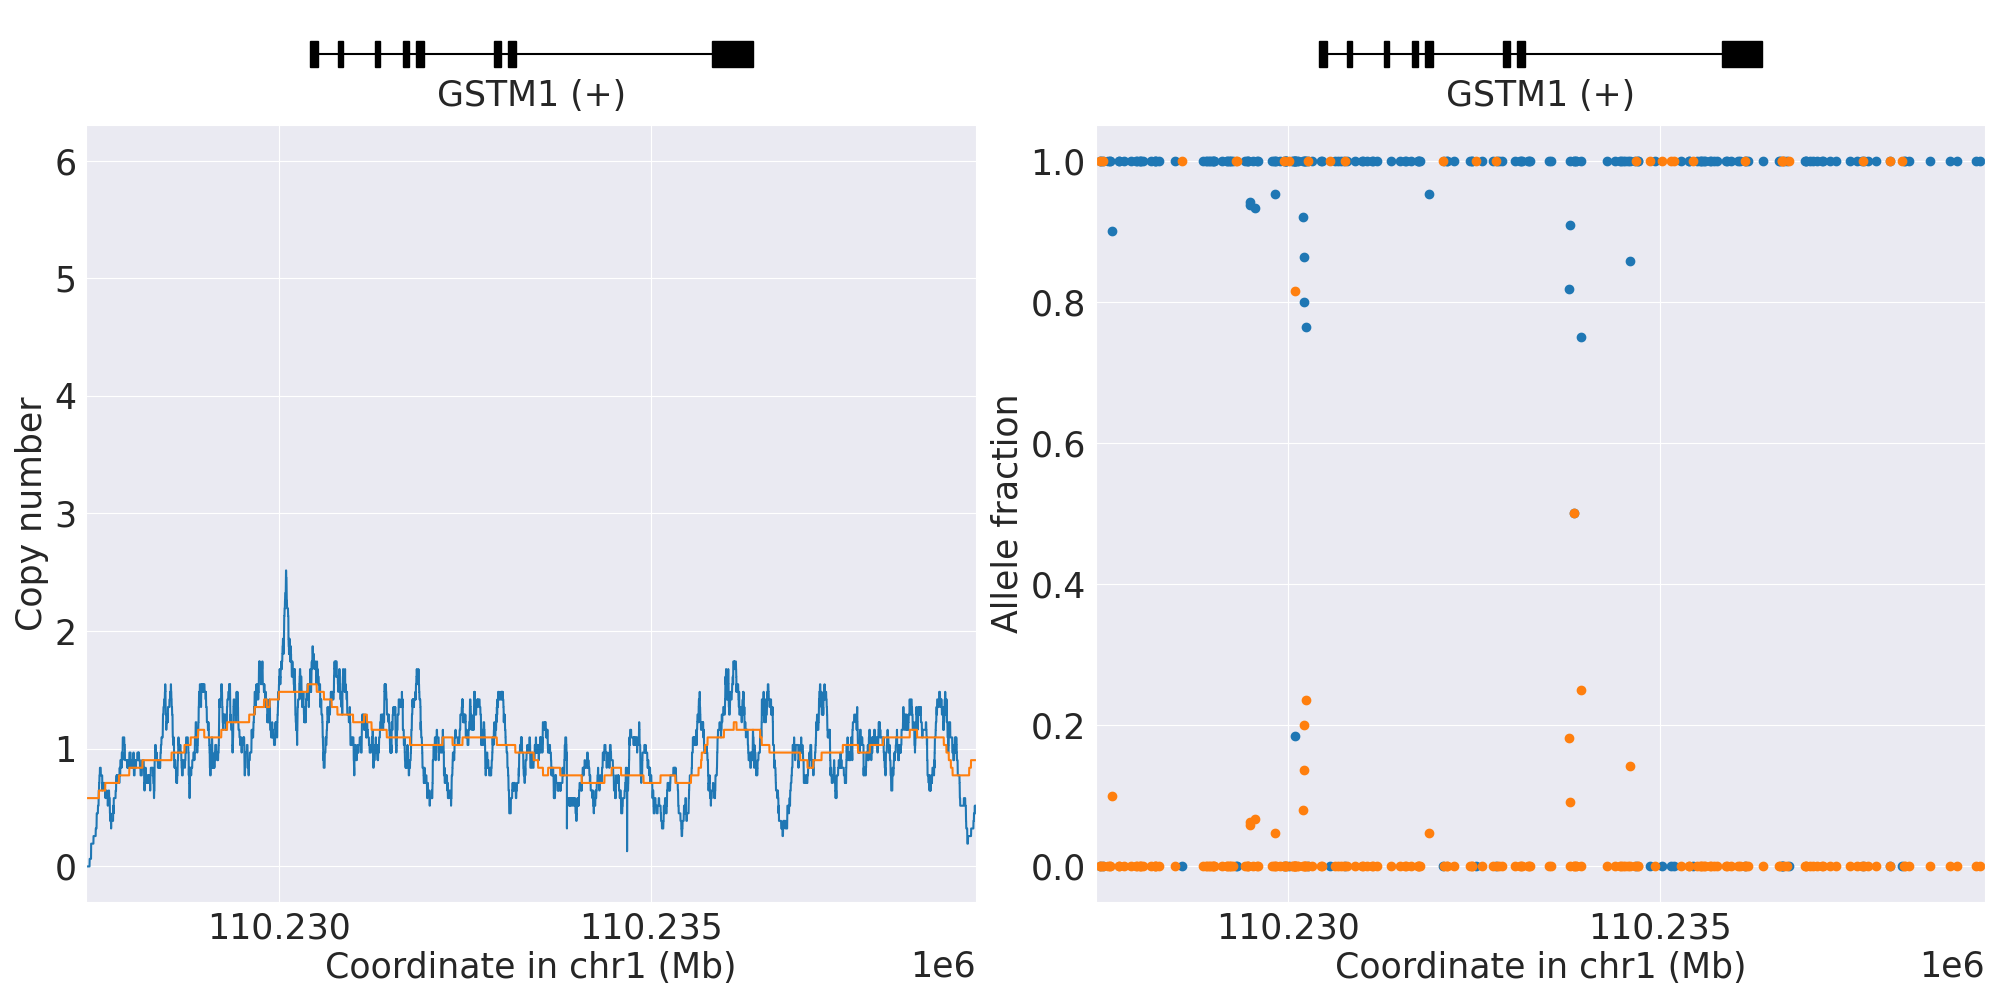 GSTM1 (+)
6
5
4
3
2
1
0
Copy number
110.230
110.235
Coordinate in chr1 (Mb)
1e6
GSTM1 (+)
1.0
0.8
0.6
0.4
0.2
0.0
Allele fraction
110.230
110.235
Coordinate in chr1 (Mb)
1e6